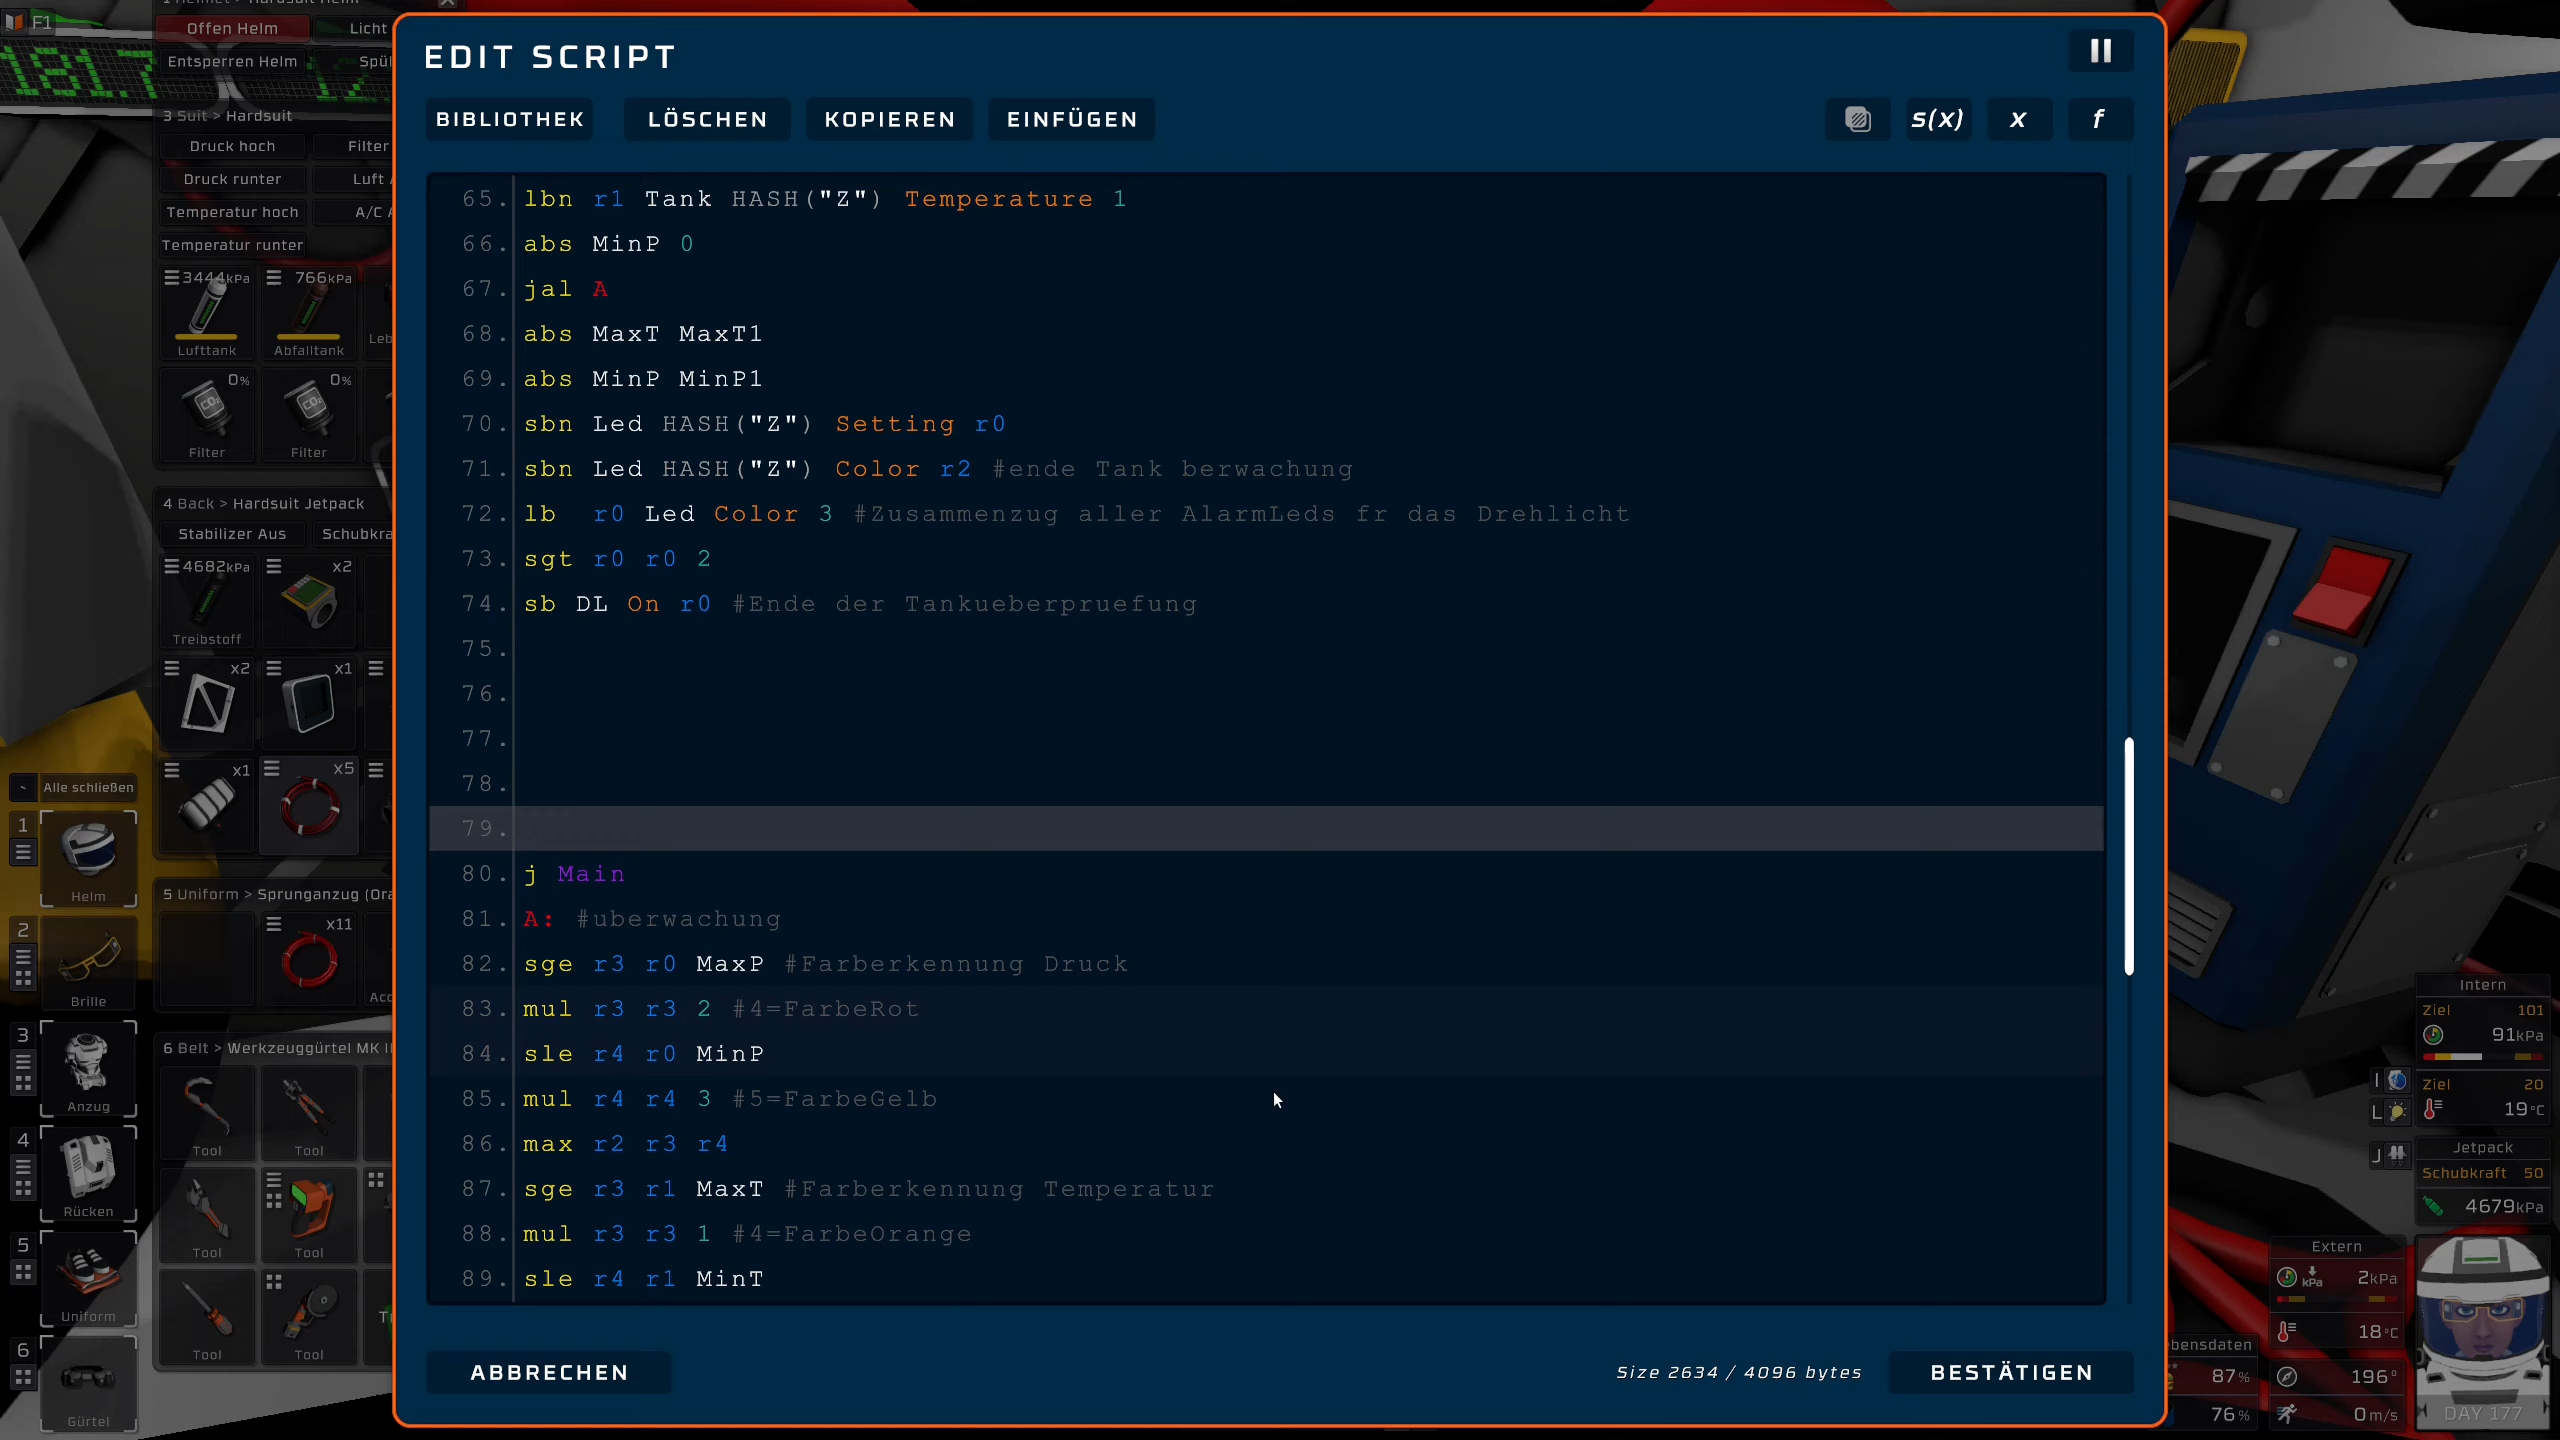 F1
1817
Offen Helm
Licht
Entsperren Helm
3 Suit > Hardsuit
Druck hoch
Filter
Druck runter
Luft
Temperatur hoch
A/C
Temperatur runter
3444kPa
766kPa
Lufttank
Abfalltank
0%
0%
Filter
Filter
4 Back > Hardsuit Jetpack
Stabilizer Aus
4682kPa
x2
Treibstoff
x2
x1
x1
x5
~
Alle schließen
1
Helm
2
Brille
3
Anzug
4
Rücken
5
Uniform
6
Gürtel
5 Uniform > Sprunganzug
x11
6 Belt > Werkzeuggürtel MK
Tool
Tool
Tool
Tool
Tool
Tool
EDIT SCRIPT
BIBLIOTHEK
LÖSCHEN
KOPIEREN
EINFÜGEN
s(x)
x
f
65. lbn r1 Tank HASH("Z") Temperature 1
66. abs MinP 0
67. jal A
68. abs MaxT MaxT1
69. abs MinP MinP1
70. sbn Led HASH("Z") Setting r0
71. sbn Led HASH("Z") Color r2 #ende Tank berwachung
72. lb  r0 Led Color 3 #Zusammenzug aller AlarmLeds fr das Drehlicht
73. sgt r0 r0 2
74. sb DL On r0 #Ende der Tankueberpruefung
75.
76.
77.
78.
79.
80. j Main
81. A: #uberwachung
82. sge r3 r0 MaxP #Farberkennung Druck
83. mul r3 r3 2 #4=FarbeRot
84. sle r4 r0 MinP
85. mul r4 r4 3 #5=FarbeGelb
86. max r2 r3 r4
87. sge r3 r1 MaxT #Farberkennung Temperatur
88. mul r3 r3 1 #4=FarbeOrange
89. sle r4 r1 MinT
ABBRECHEN
Size 2634 / 4096 bytes
BESTÄTIGEN
Intern
Ziel 101
91kPa
Ziel 20
19°C
I
L
J
Jetpack
Schubkraft 50
4679kPa
Extern
kPa
2kPa
18°C
196°
0m/s
87%
76%
DAY 177